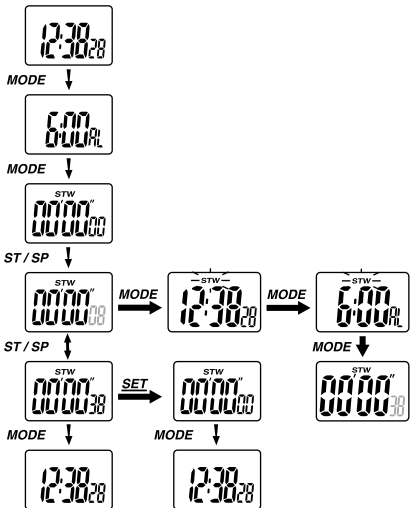 12:38 28
MODE
6:00 AL
MODE
STW
00'00" 00
ST / SP
STW
00'00" 08
MODE
STW
12:38 28
MODE
STW
6:00 AL
ST / SP
MODE
STW
00'00" 38
SET
STW
00'00" 00
STW
00'00" 38
MODE
MODE
12:38 28
12:38 28